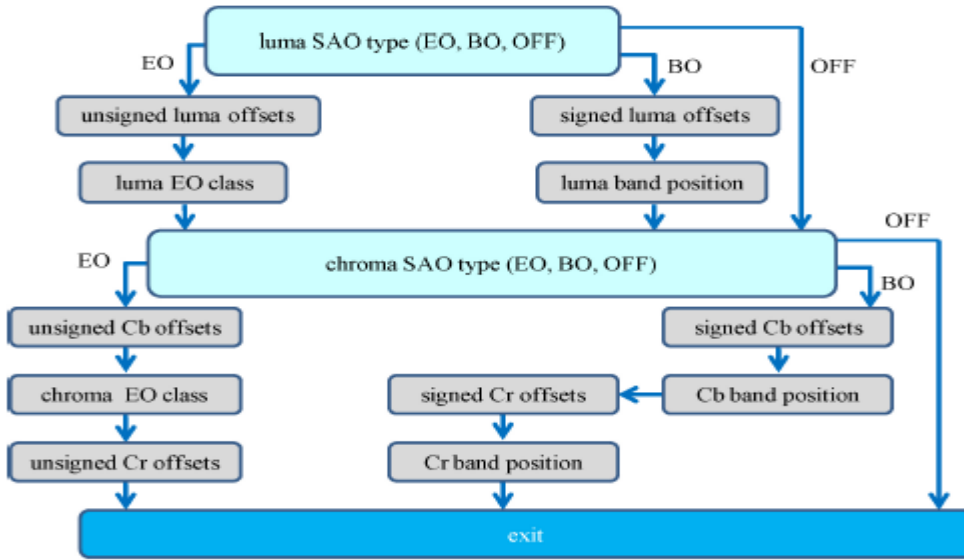 luma SAO type (EO, BO, OFF)
EO
BO
OFF
unsigned luma offsets
signed luma offsets
luma EO class
luma band position
OFF
chroma SAO type (EO, BO, OFF)
EO
BO
unsigned Cb offsets
signed Cb offsets
chroma EO class
signed Cr offsets
Cb band position
unsigned Cr offsets
Cr band position
exit